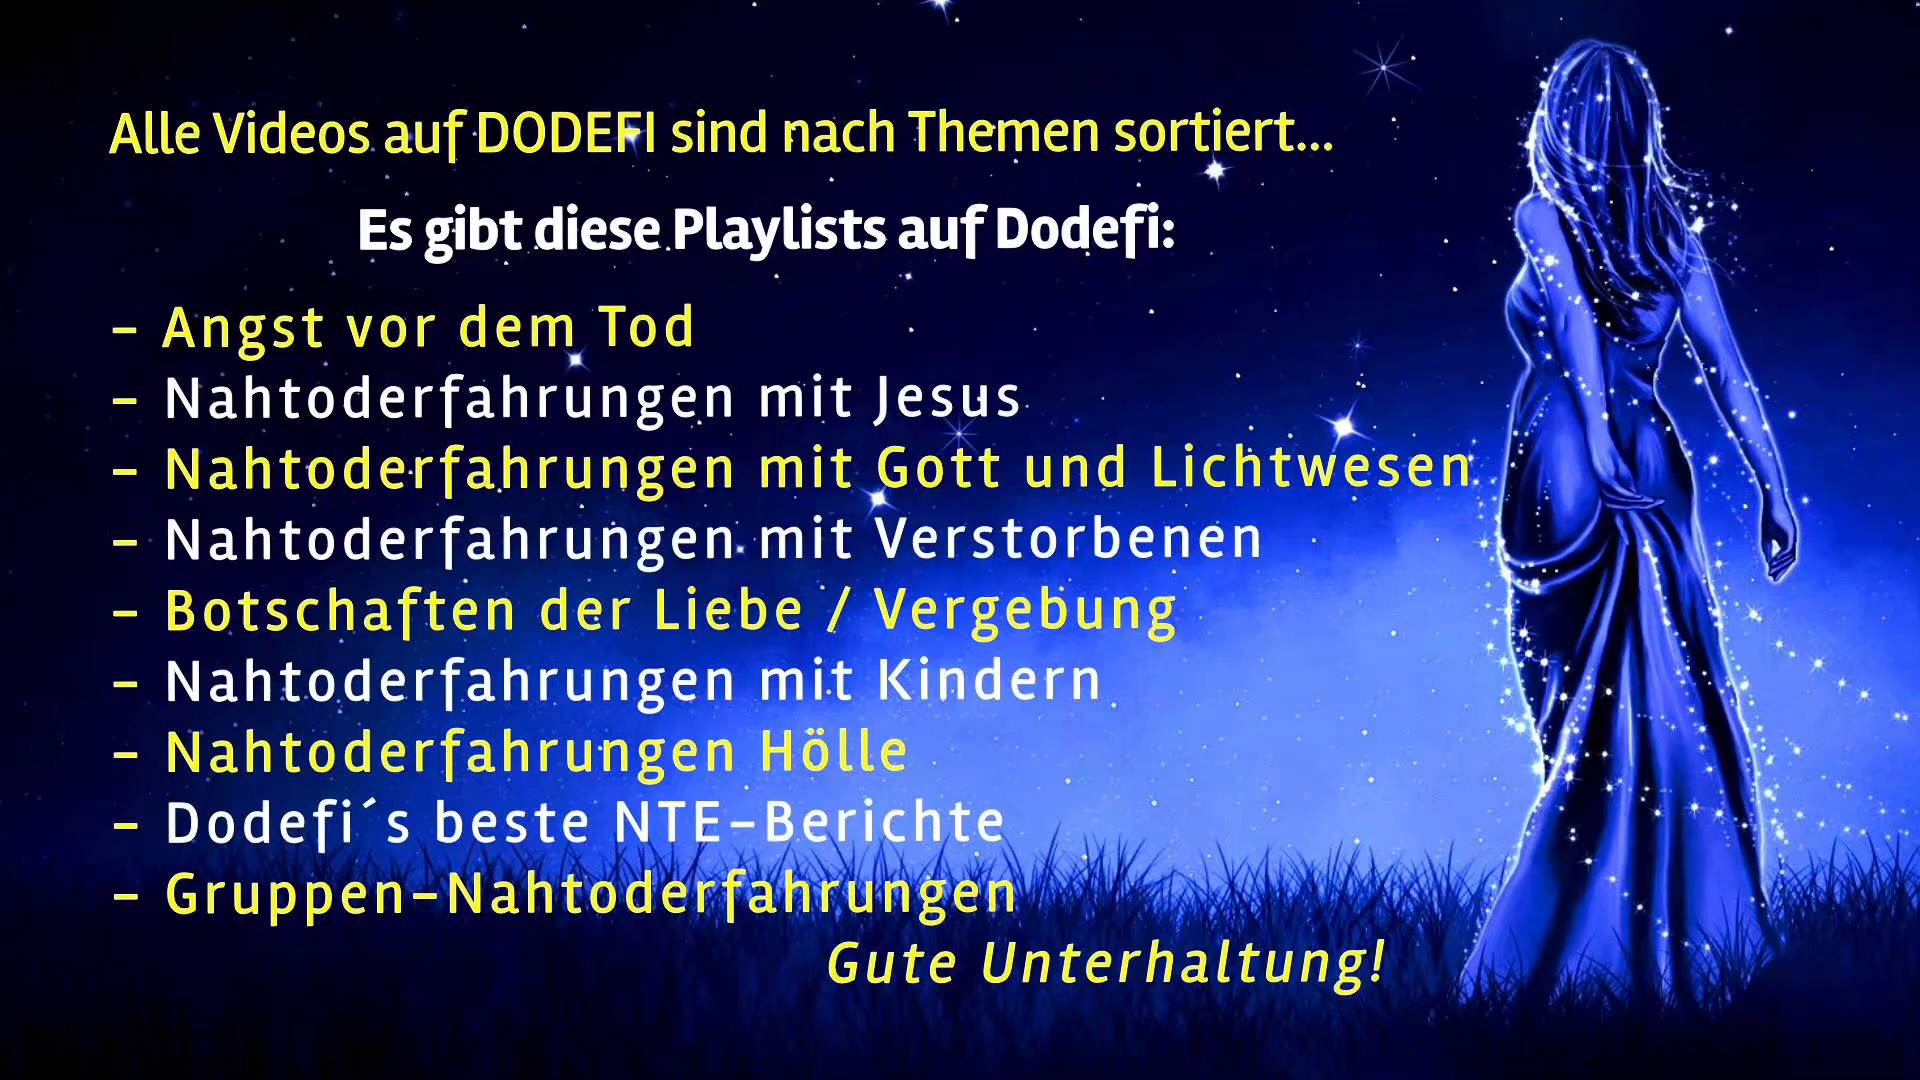 Alle Videos auf DODEFI sind nach Themen sortiert...
Es gibt diese Playlists auf Dodefi:
- Angst vor dem Tod
- Nahtoderfahrungen mit Jesus
- Nahtoderfahrungen mit Gott und Lichtwesen
- Nahtoderfahrungen mit Verstorbenen
- Botschaften der Liebe / Vergebung
- Nahtoderfahrungen mit Kindern
- Nahtoderfahrungen Hölle
- Dodefi´s beste NTE-Berichte
- Gruppen-Nahtoderfahrungen
Gute Unterhaltung!